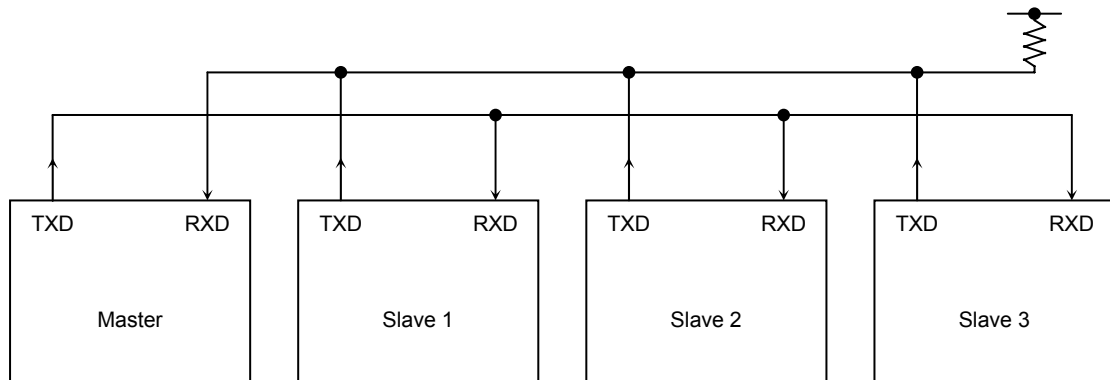 TXD RXD TXD RXD TXD RXD TXD RXD
Master Slave 1 Slave 2 Slave 3